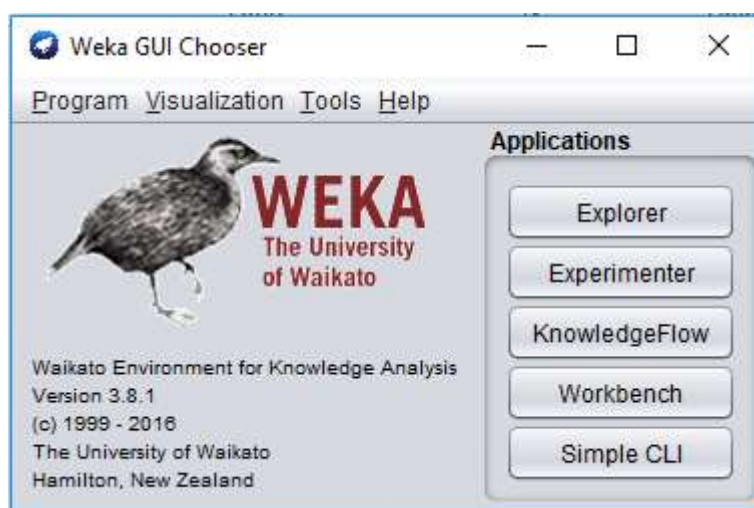 Weka GUI Chooser
Program Visualization Tools Help
WEKA
The University
of Waikato
Waikato Environment for Knowledge Analysis
Version 3.8.1
(c) 1999 - 2016
The University of Waikato
Hamilton, New Zealand
Applications
Explorer
Experimenter
KnowledgeFlow
Workbench
Simple CLI